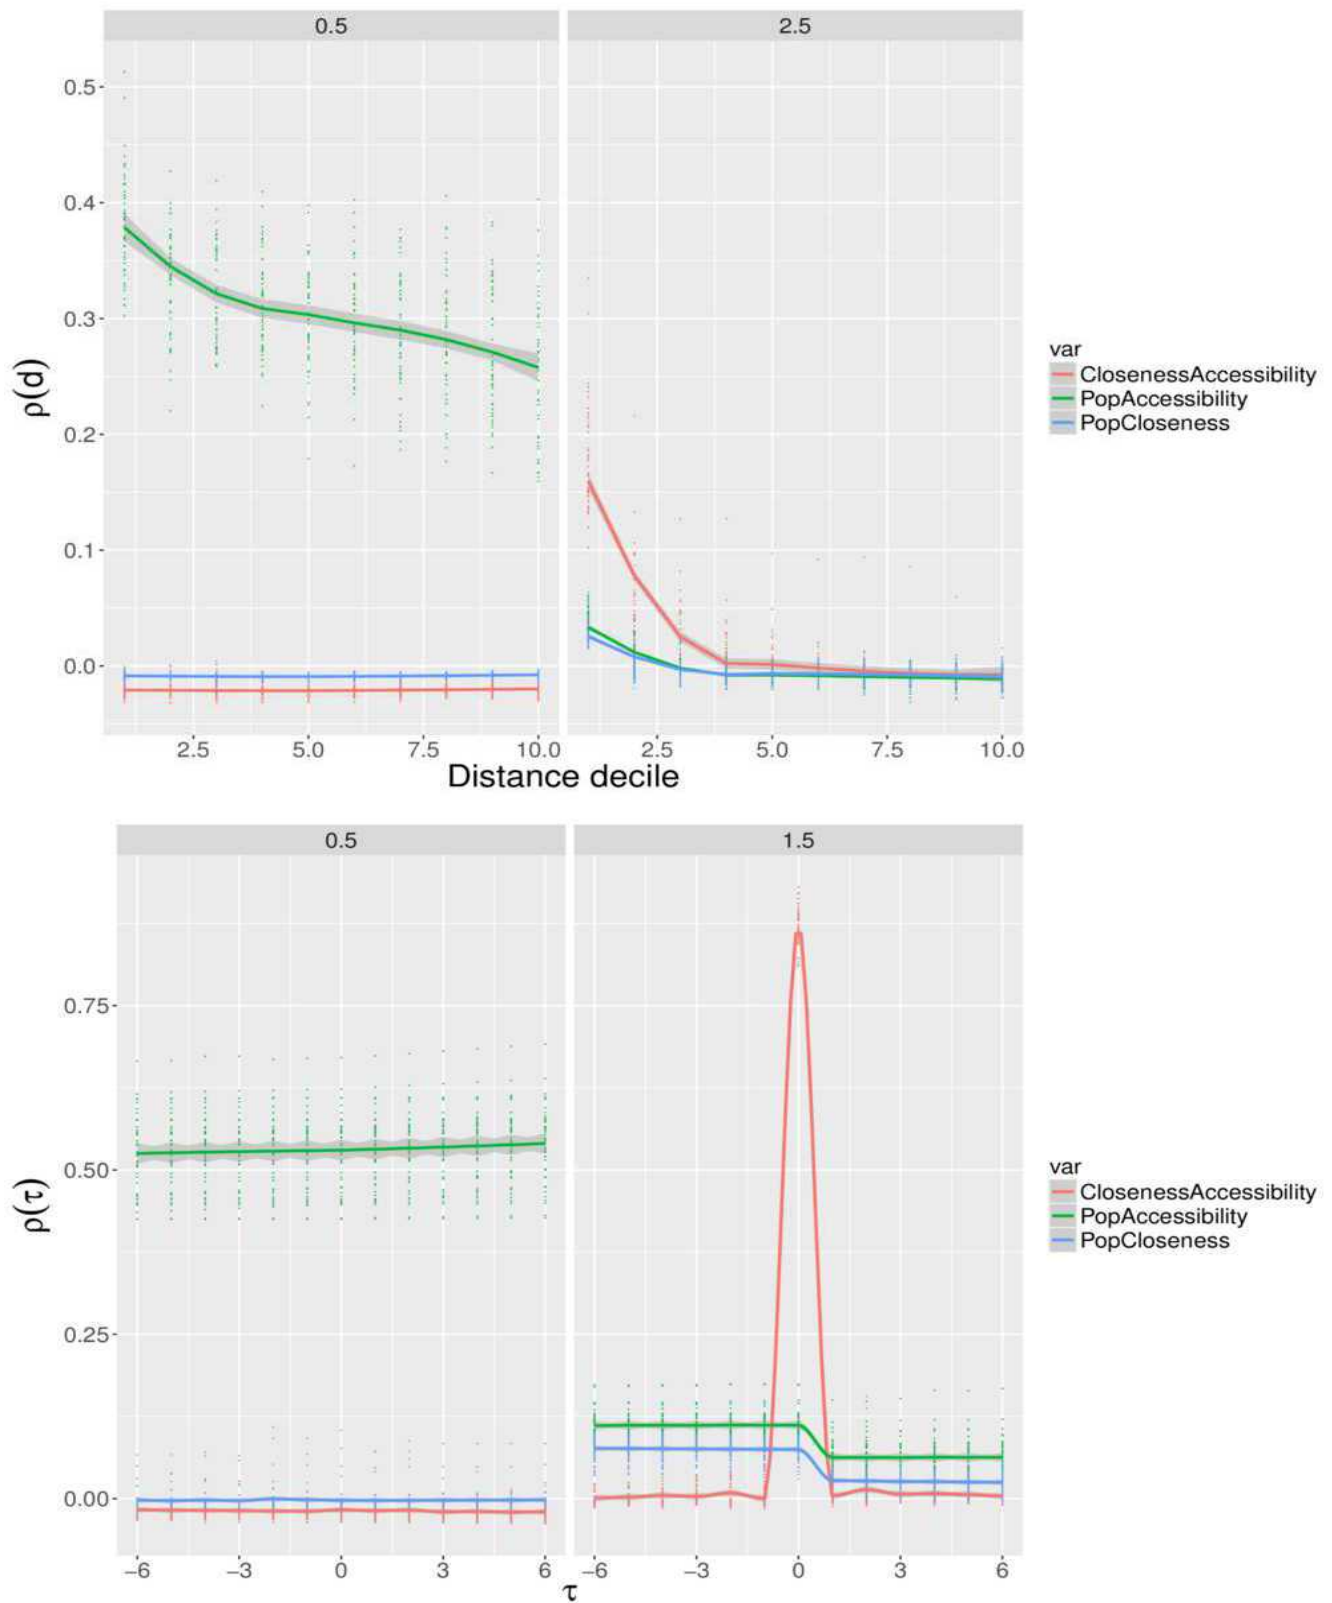 0.5 2.5
0.5
0.4
0.3
0.2
0.1
0.0
ρ(d)
2.5 5.0 7.5 10.0 2.5 5.0 7.5 10.0
Distance decile
var
ClosenessAccessibility
PopAccessibility
PopCloseness
0.5 1.5
0.75
0.50
0.25
0.00
ρ(τ)
−6 −3 0 3 6 −6 −3 0 3 6
τ
var
ClosenessAccessibility
PopAccessibility
PopCloseness